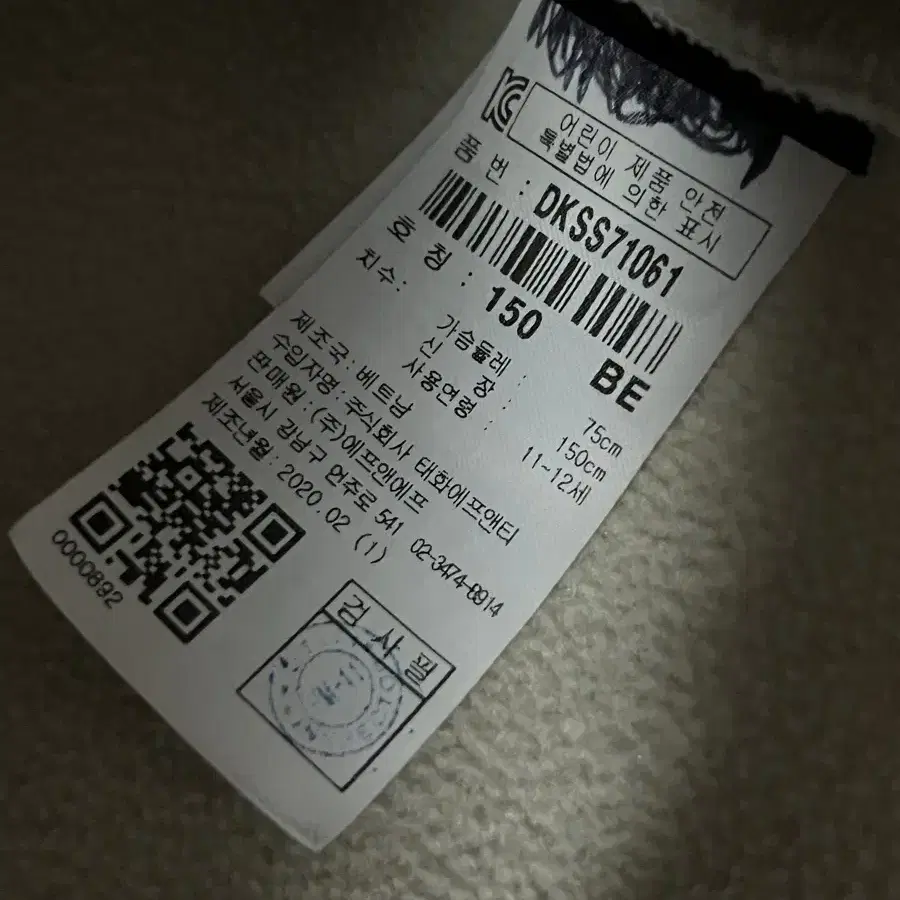 어린이 제품 안전
특별법에 의한 표시
품 번 : DKSS71061
호 칭 : 150 BE
치수: 가슴둘레 : 75cm
신 장 : 150cm
사용연령 : 11~12세
제조국 : 베트남
수입자명 : 주식회사 태화에프앤티
판매원 : (주)에프앤에프
서울시 강남구 언주로 541 02-3474-8914
제조년월 : 2020.02 (1)
0000892
검사필